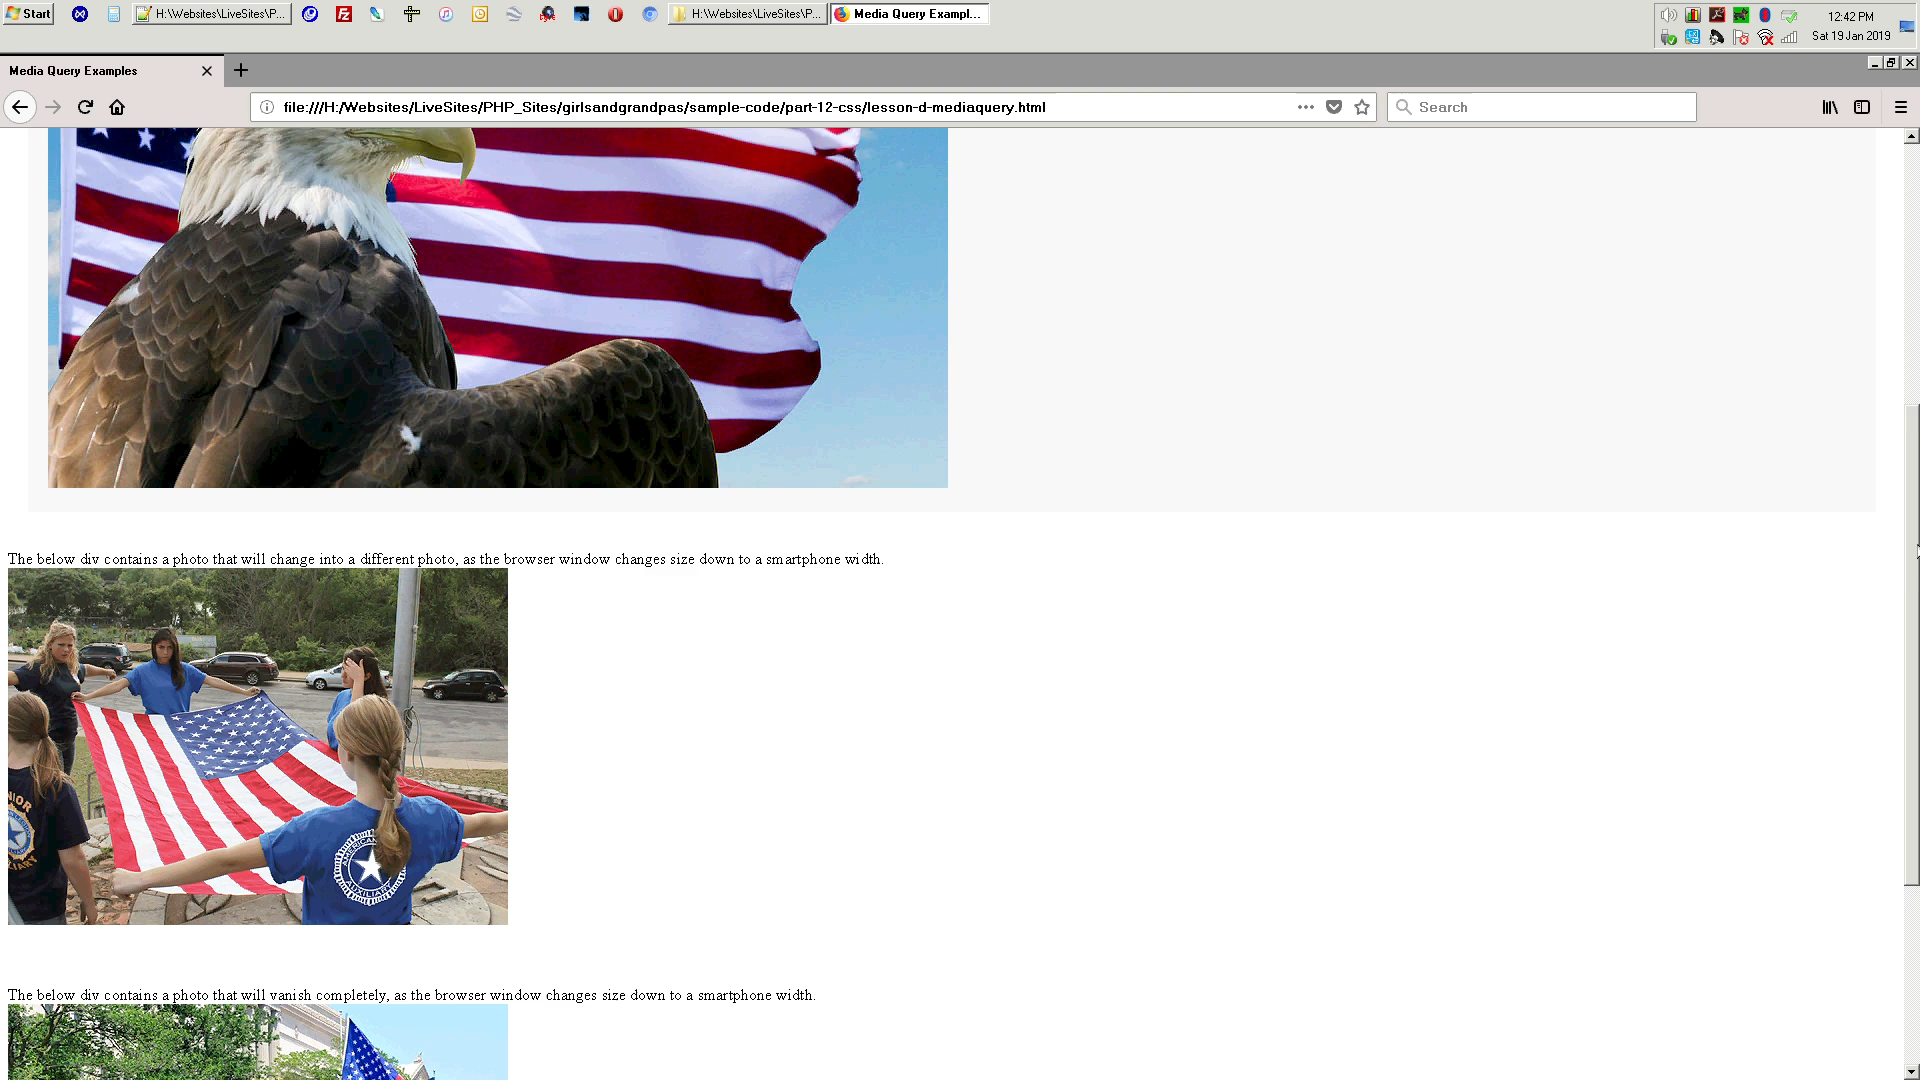 Start
H:\Websites\LiveSites\P...
H:\Websites\LiveSites\P...
Media Query Exampl...
12:42 PM
Sat 19 Jan 2019
Media Query Examples
file:///H:/Websites/LiveSites/PHP_Sites/girlsandgrandpas/sample-code/part-12-css/lesson-d-mediaquery.html
Search
The below div contains a photo that will change into a different photo, as the browser window changes size down to a smartphone width.
AMERICAN
AUXILIARY
The below div contains a photo that will vanish completely, as the browser window changes size down to a smartphone width.